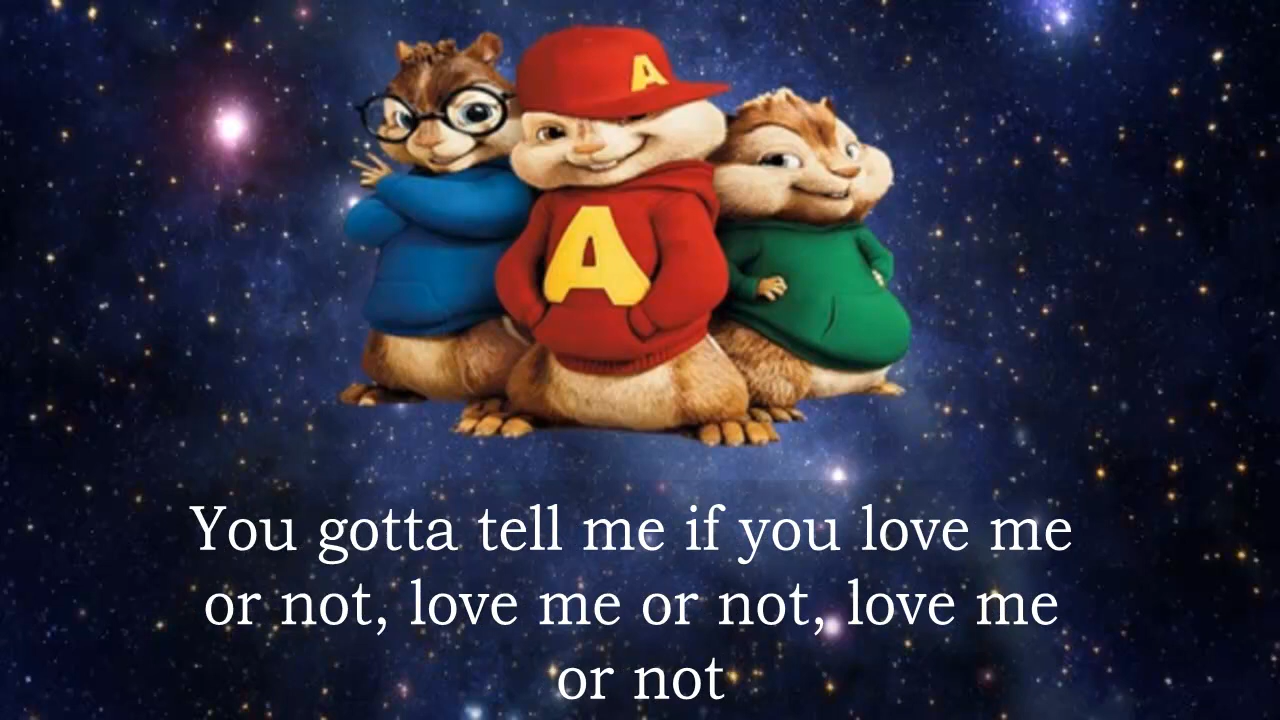 A
A
You gotta tell me if you love me
or not, love me or not, love me
or not